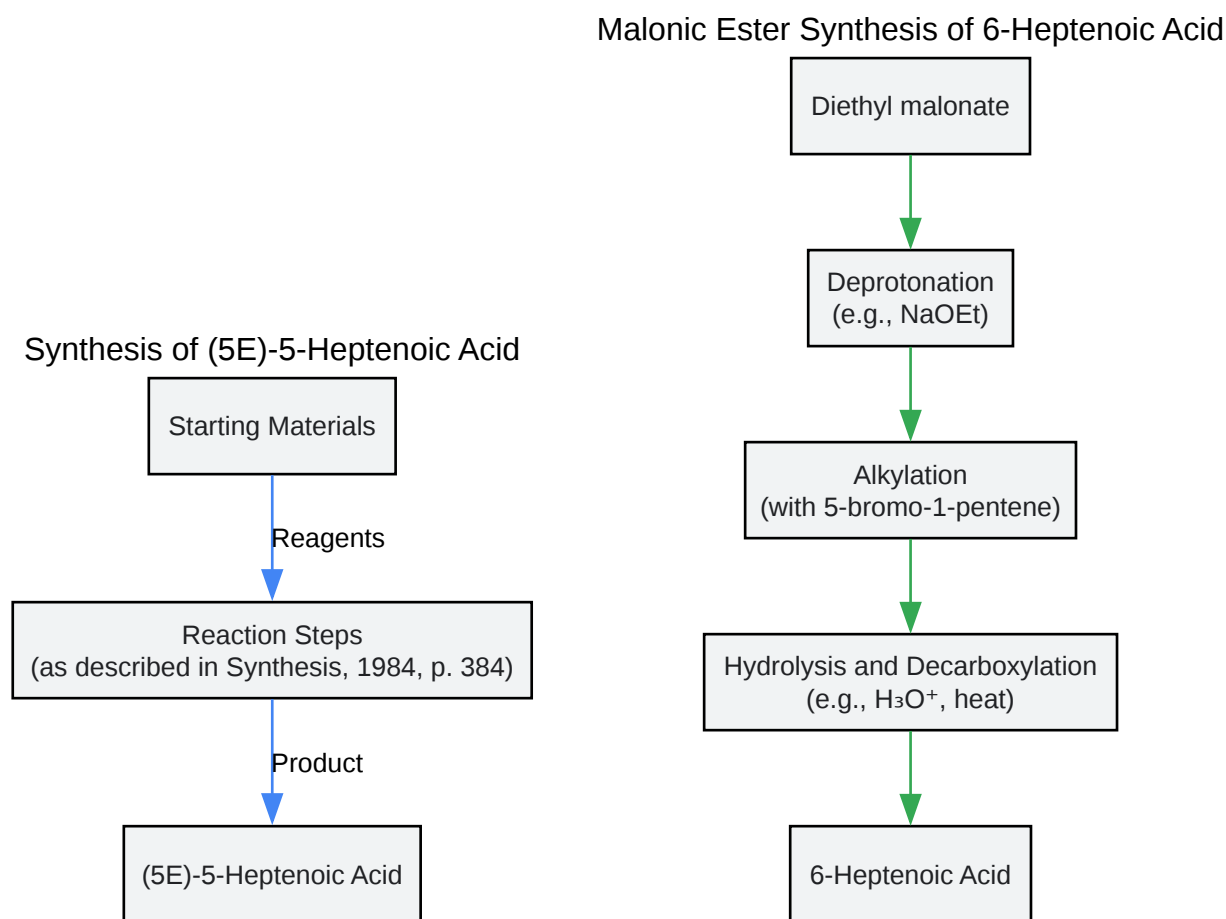 Malonic Ester Synthesis of 6-Heptenoic Acid
Diethyl malonate
Deprotonation
(e.g., NaOEt)
Alkylation
(with 5-bromo-1-pentene)
Hydrolysis and Decarboxylation
(e.g., H₃O⁺, heat)
6-Heptenoic Acid
Synthesis of (5E)-5-Heptenoic Acid
Starting Materials
Reagents
Reaction Steps
(as described in Synthesis, 1984, p. 384)
Product
(5E)-5-Heptenoic Acid